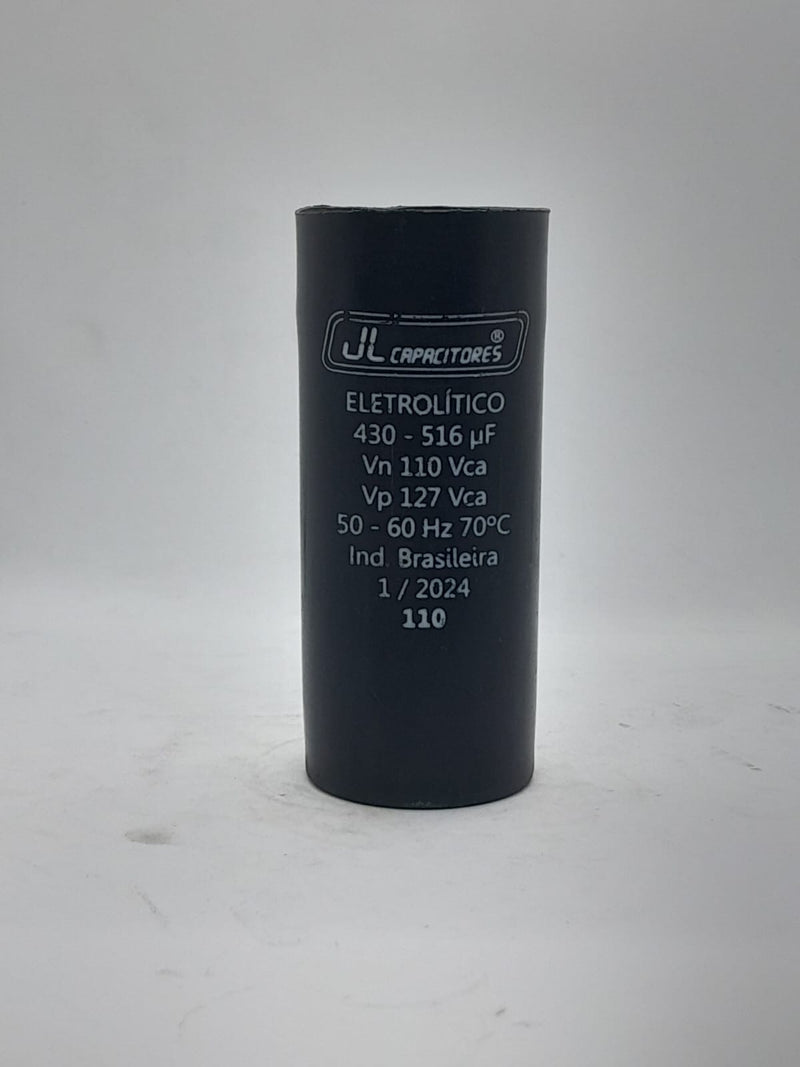 JL CAPACITORES®
ELETROLÍTICO
430 - 516 µF
Vn 110 Vca
Vp 127 Vca
50 - 60 Hz 70°C
Ind. Brasileira
1 / 2024
110